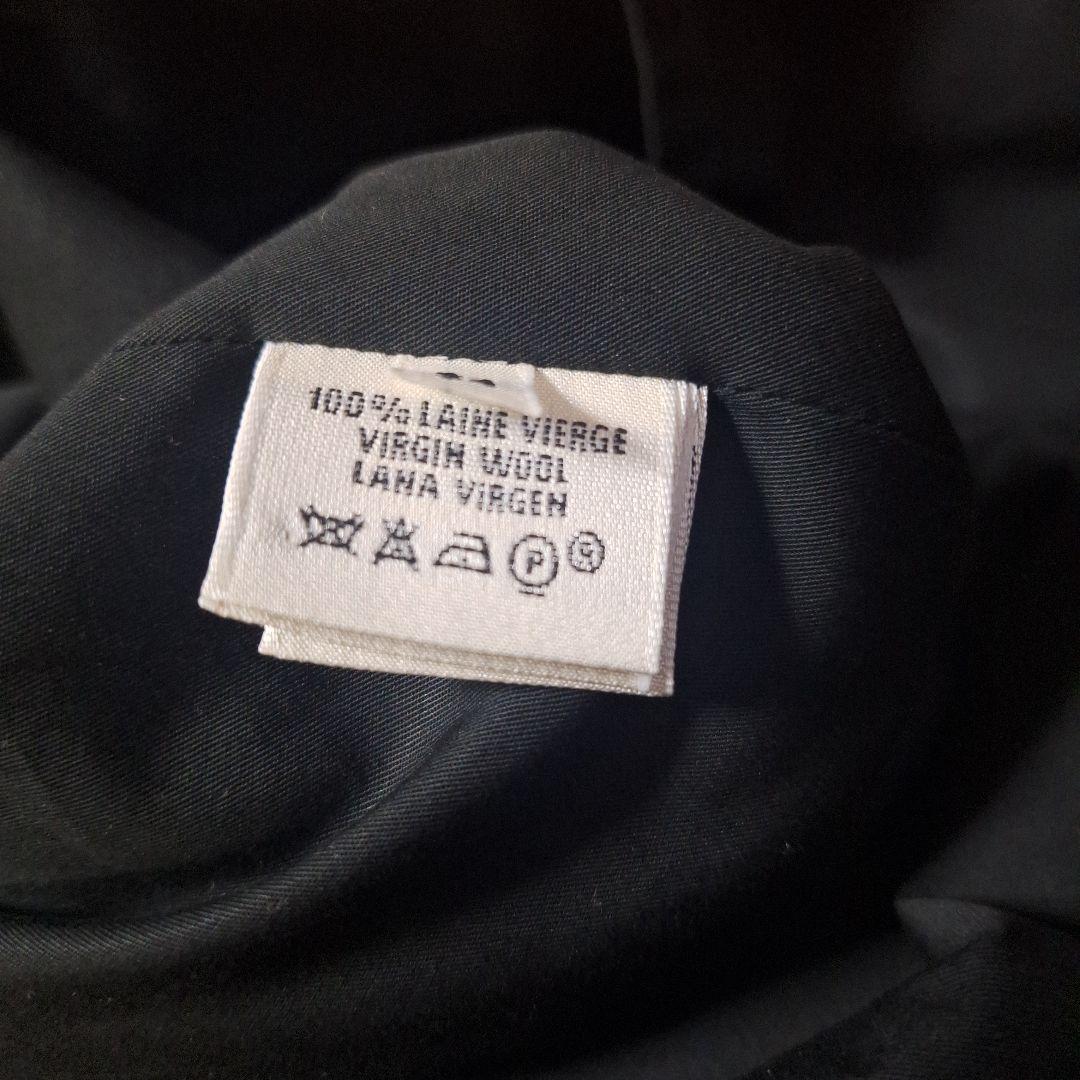 100% LAINE VIERGE
VIRGIN WOOL
LANA VIRGEN
P